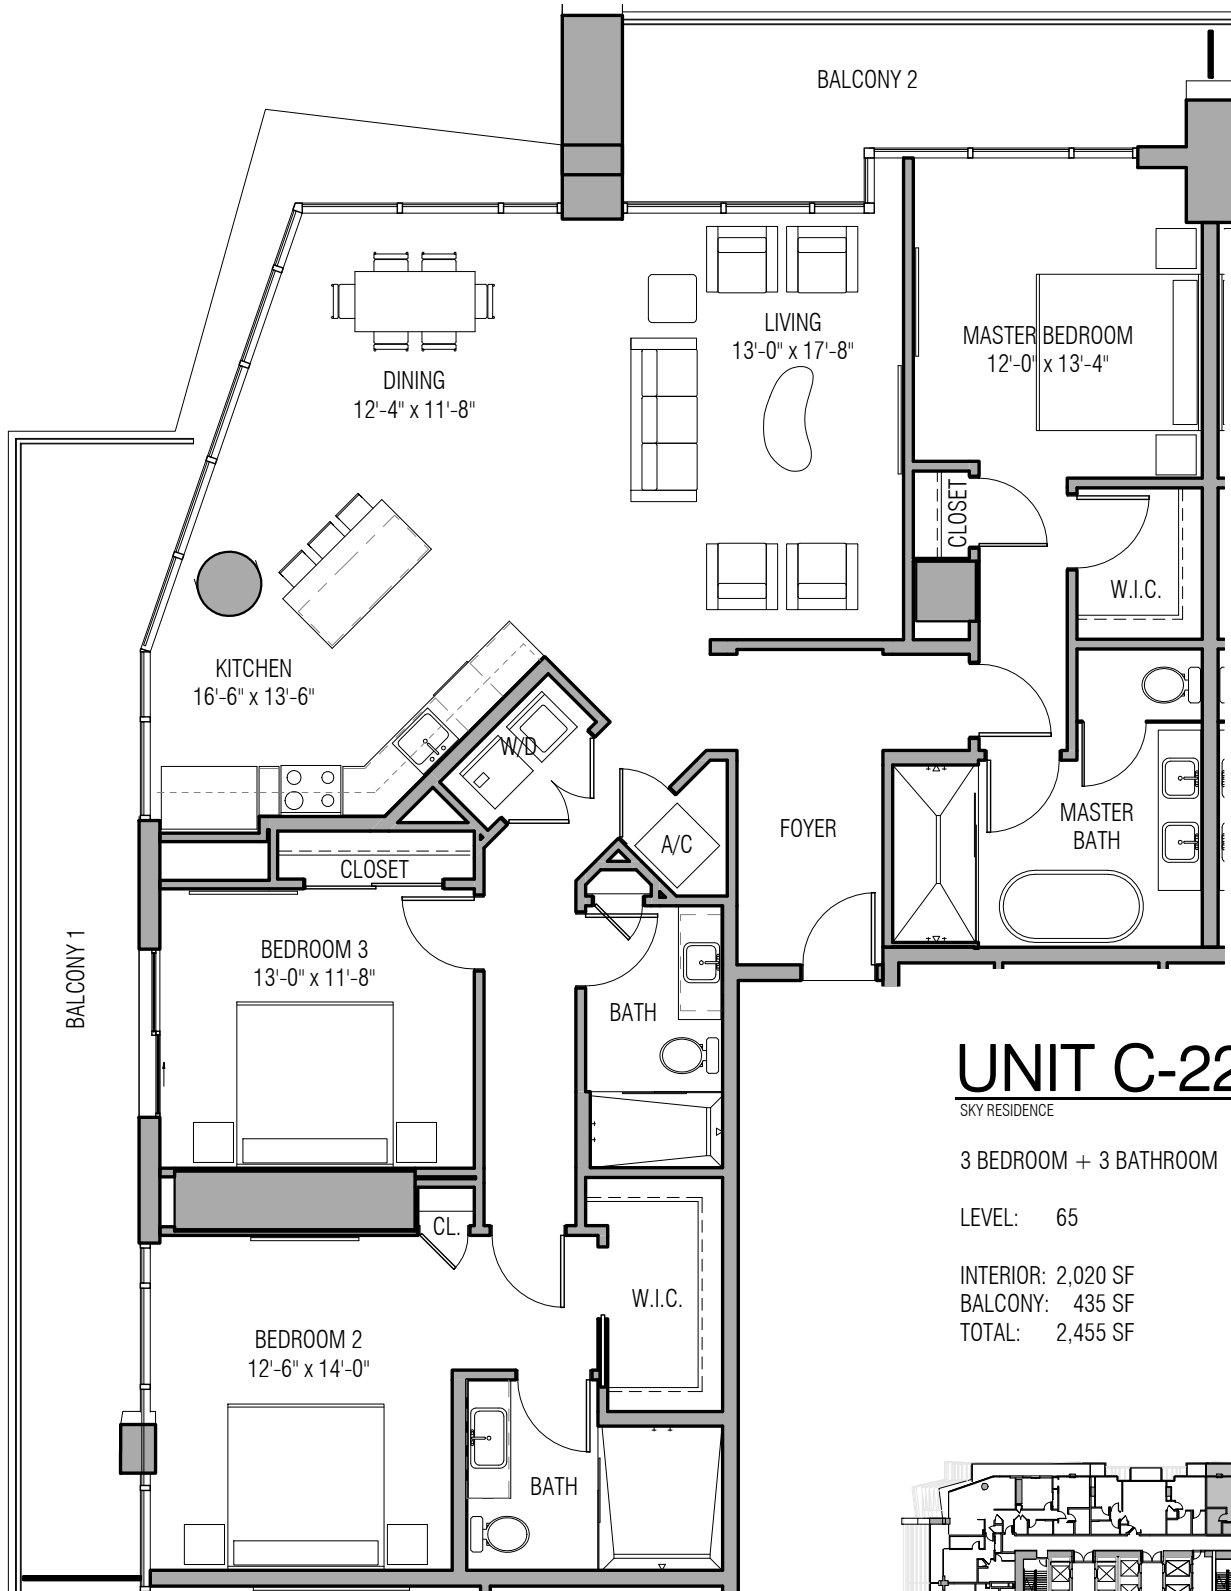 BALCONY 2
LIVING
13'-0" x 17'-8"
MASTER BEDROOM
12'-0" x 13'-4"
DINING
12'-4" x 11'-8"
CLOSET
W.I.C.
KITCHEN
16'-6" x 13'-6"
W/D
FOYER
MASTER
BATH
A/C
CLOSET
BALCONY 1
BEDROOM 3
13'-0" x 11'-8"
BATH
CL.
W.I.C.
BEDROOM 2
12'-6" x 14'-0"
BATH
UNIT C-22
SKY RESIDENCE
3 BEDROOM + 3 BATHROOM
LEVEL: 65
INTERIOR: 2,020 SF
BALCONY: 435 SF
TOTAL: 2,455 SF